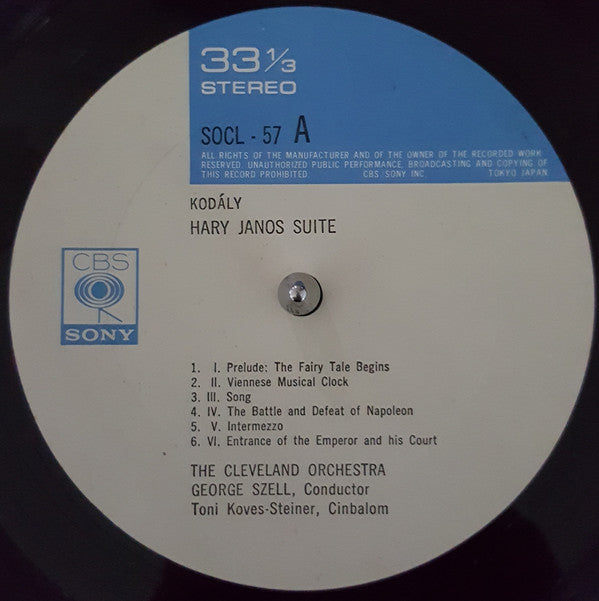 33 1/3
STEREO
SOCL - 57 A
ALL RIGHTS OF THE MANUFACTURER AND OF THE OWNER OF THE RECORDED WORK
RESERVED. UNAUTHORIZED PUBLIC PERFORMANCE, BROADCASTING AND COPYING OF
THIS RECORD PROHIBITED CBS SONY INC. TOKYO JAPAN
KODÁLY
HARY JANOS SUITE
CBS
SONY
1. I. Prelude: The Fairy Tale Begins
2. II. Viennese Musical Clock
3. III. Song
4. IV. The Battle and Defeat of Napoleon
5. V. Intermezzo
6. VI. Entrance of the Emperor and his Court
THE CLEVELAND ORCHESTRA
GEORGE SZELL, Conductor
Toni Koves-Steiner, Cinbalom